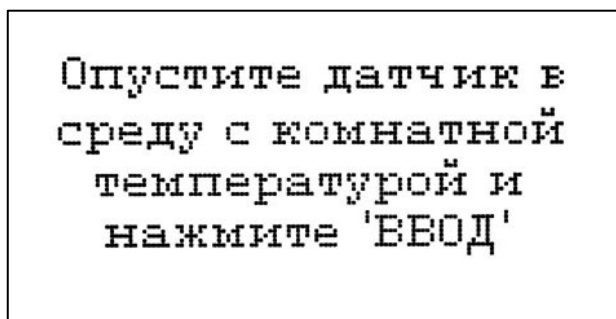 Опустите датчик в
среду с комнатной
температурой и
нажмите 'ВВОД'